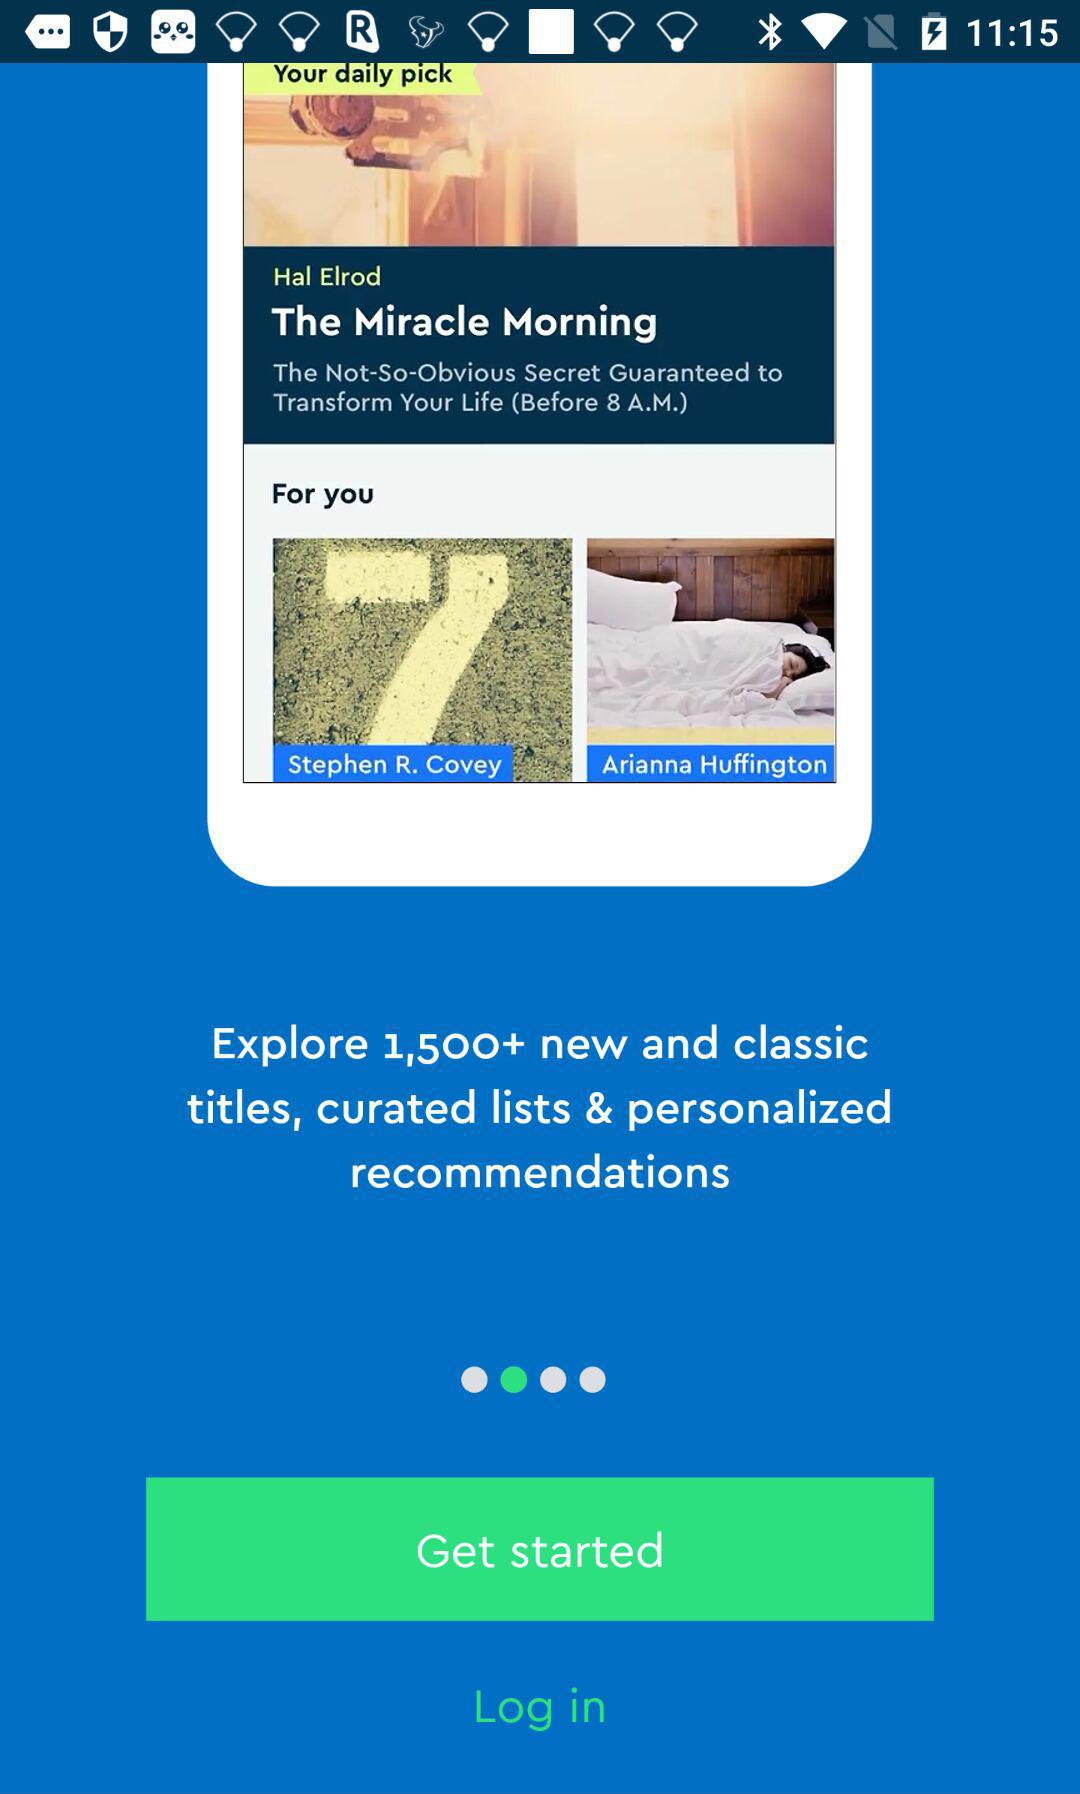 11:15
Your daily pick
Hal Elrod
The Miracle Morning
The Not-So-Obvious Secret Guaranteed to
Transform Your Life (Before 8 A.M.)
For you
7
Stephen R. Covey
Arianna Huffington
Explore 1,500+ new and classic
titles, curated lists & personalized
recommendations
Get started
Log in